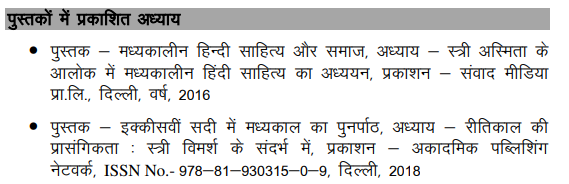 पुस्तकों में प्रकाशित अध्याय
• पुस्तक – मध्यकालीन हिन्दी साहित्य और समाज, अध्याय – स्त्री अस्मिता के
आलोक में मध्यकालीन हिंदी साहित्य का अध्ययन, प्रकाशन – संवाद मीडिया
प्रा.लि., दिल्ली, वर्ष, 2016
• पुस्तक – इक्कीसवीं सदी में मध्यकाल का पुनर्पाठ, अध्याय – रीतिकाल की
प्रासंगिकता : स्त्री विमर्श के संदर्भ में, प्रकाशन – अकादमिक पब्लिशिंग
नेटवर्क, ISSN No.- 978–81–930315–0–9, दिल्ली, 2018